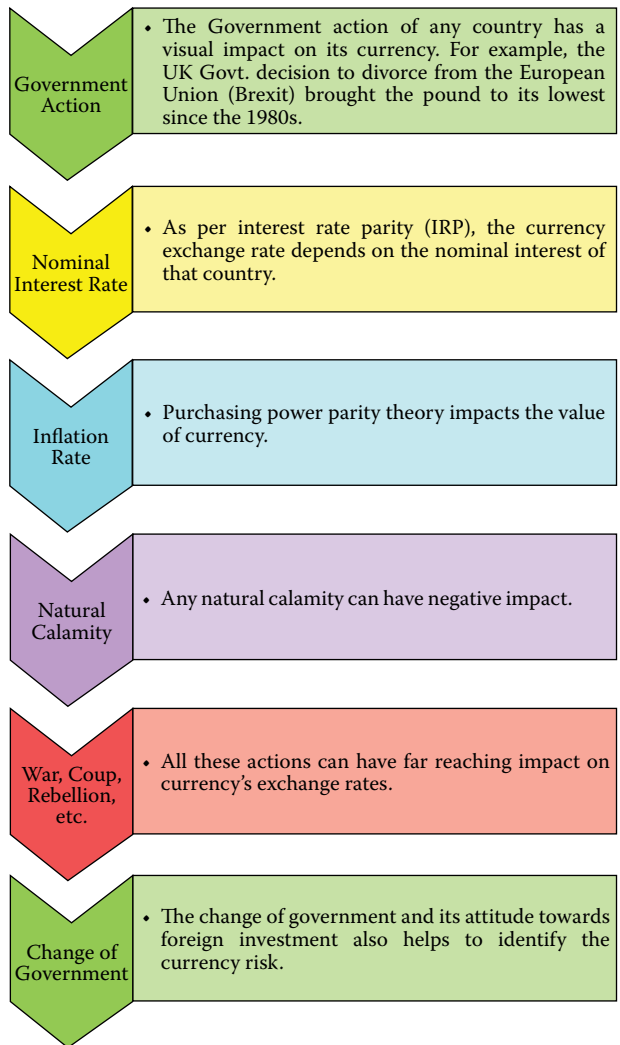 Government
Action
• The Government action of any country has a
visual impact on its currency. For example, the
UK Govt. decision to divorce from the European
Union (Brexit) brought the pound to its lowest
since the 1980s.
Nominal
Interest Rate
• As per interest rate parity (IRP), the currency
exchange rate depends on the nominal interest of
that country.
Inflation
Rate
• Purchasing power parity theory impacts the value
of currency.
Natural
Calamity
• Any natural calamity can have negative impact.
War, Coup,
Rebellion,
etc.
• All these actions can have far reaching impact on
currency’s exchange rates.
Change of
Government
• The change of government and its attitude towards
foreign investment also helps to identify the
currency risk.